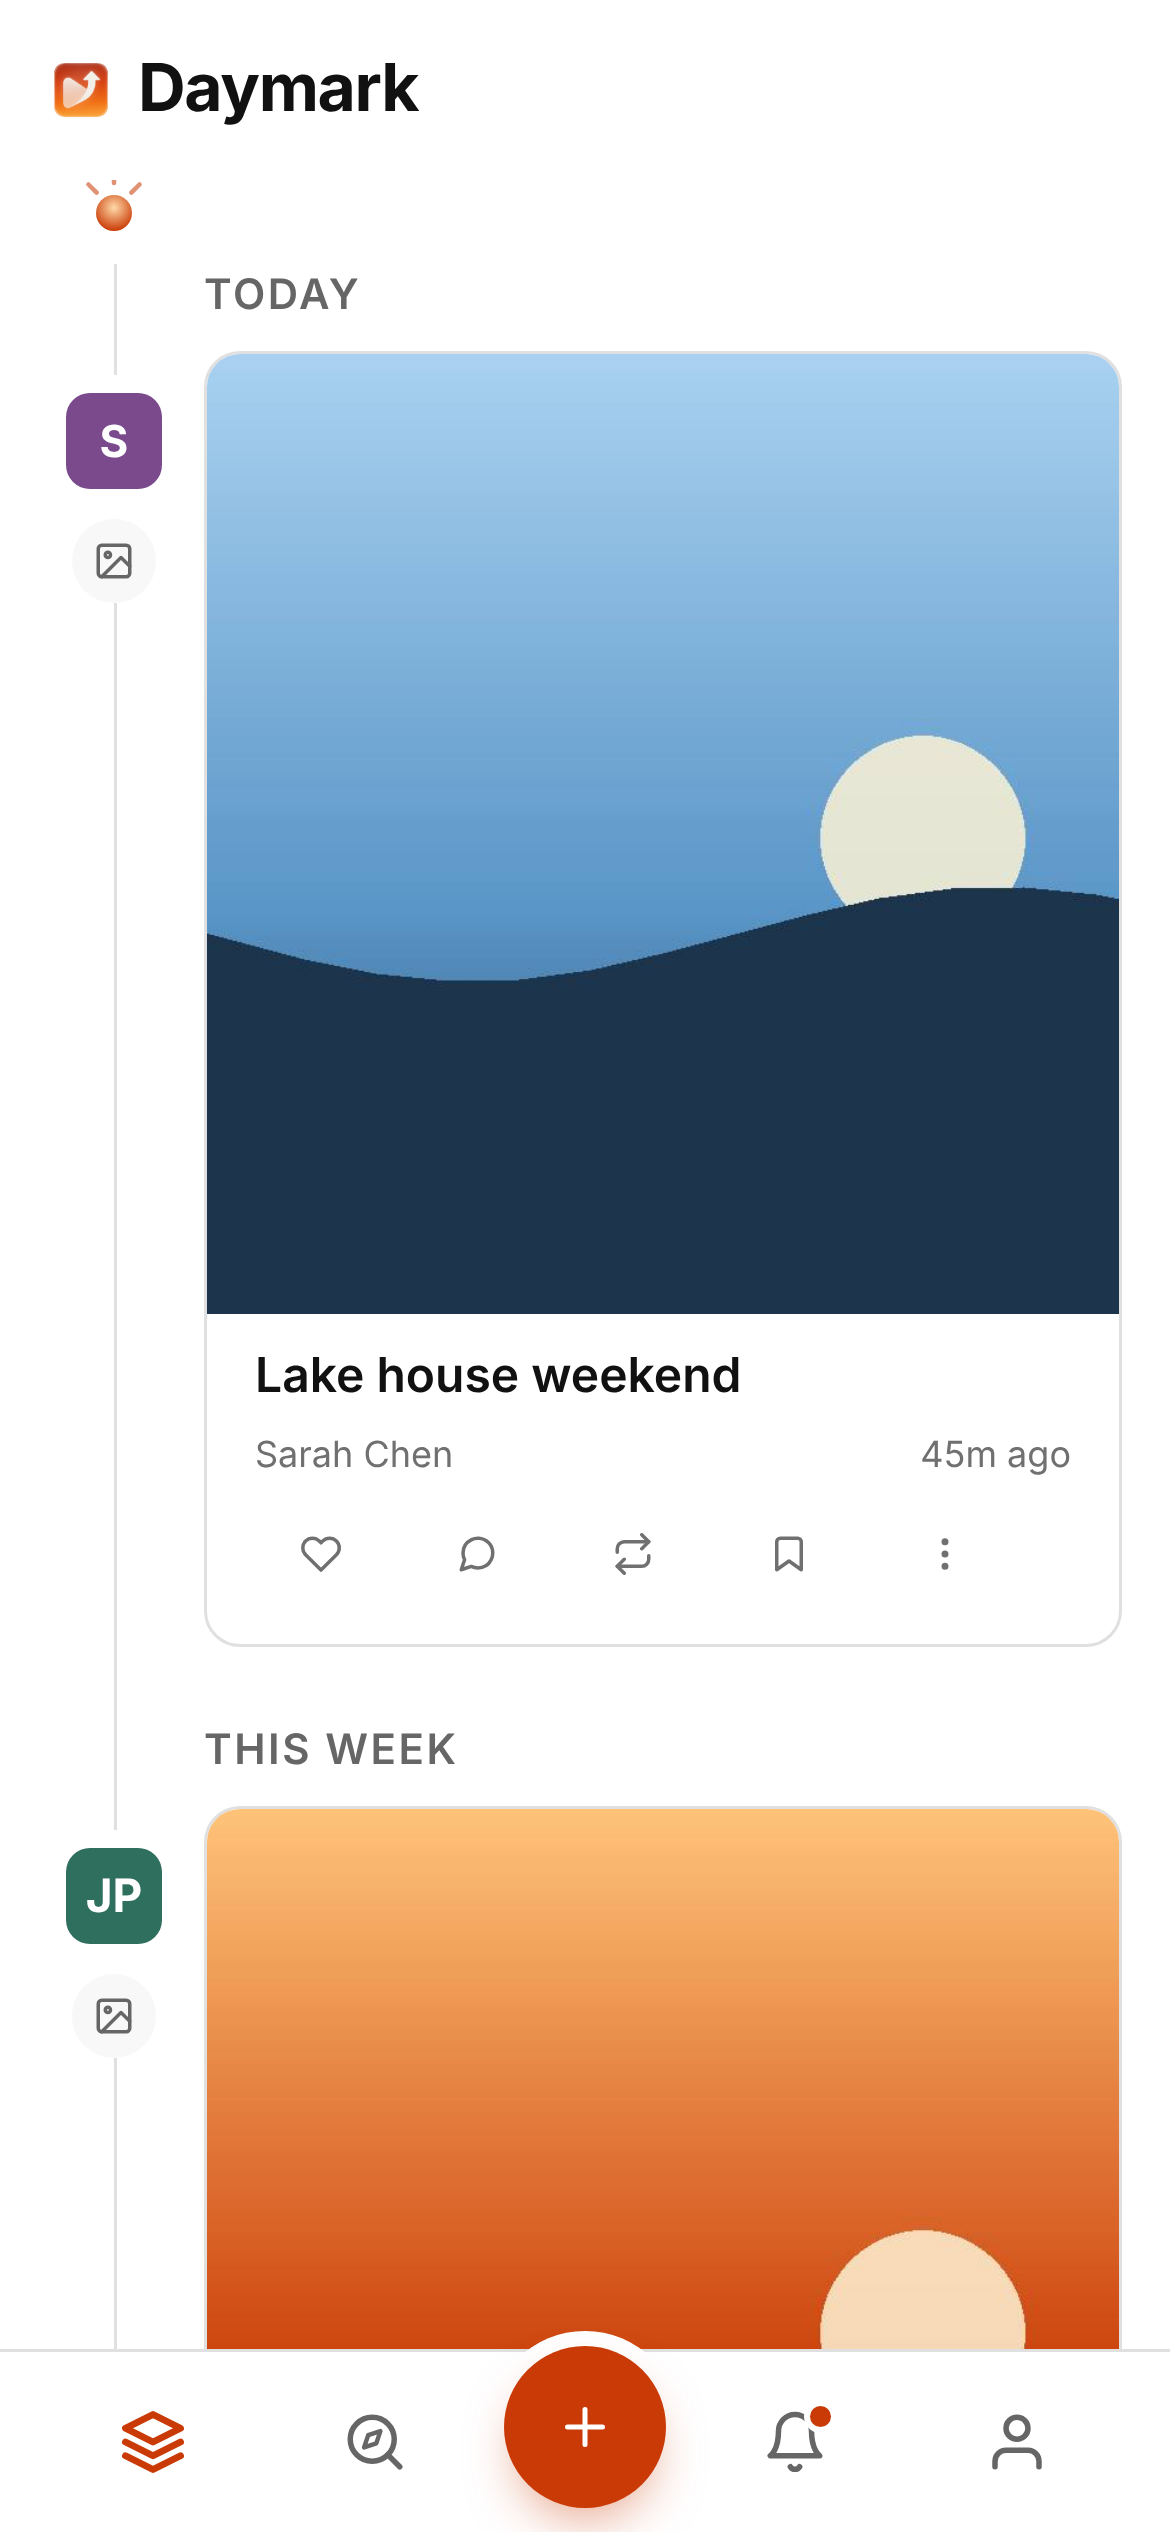 Daymark
TODAY
S
Lake house weekend
Sarah Chen
45m ago
THIS WEEK
JP